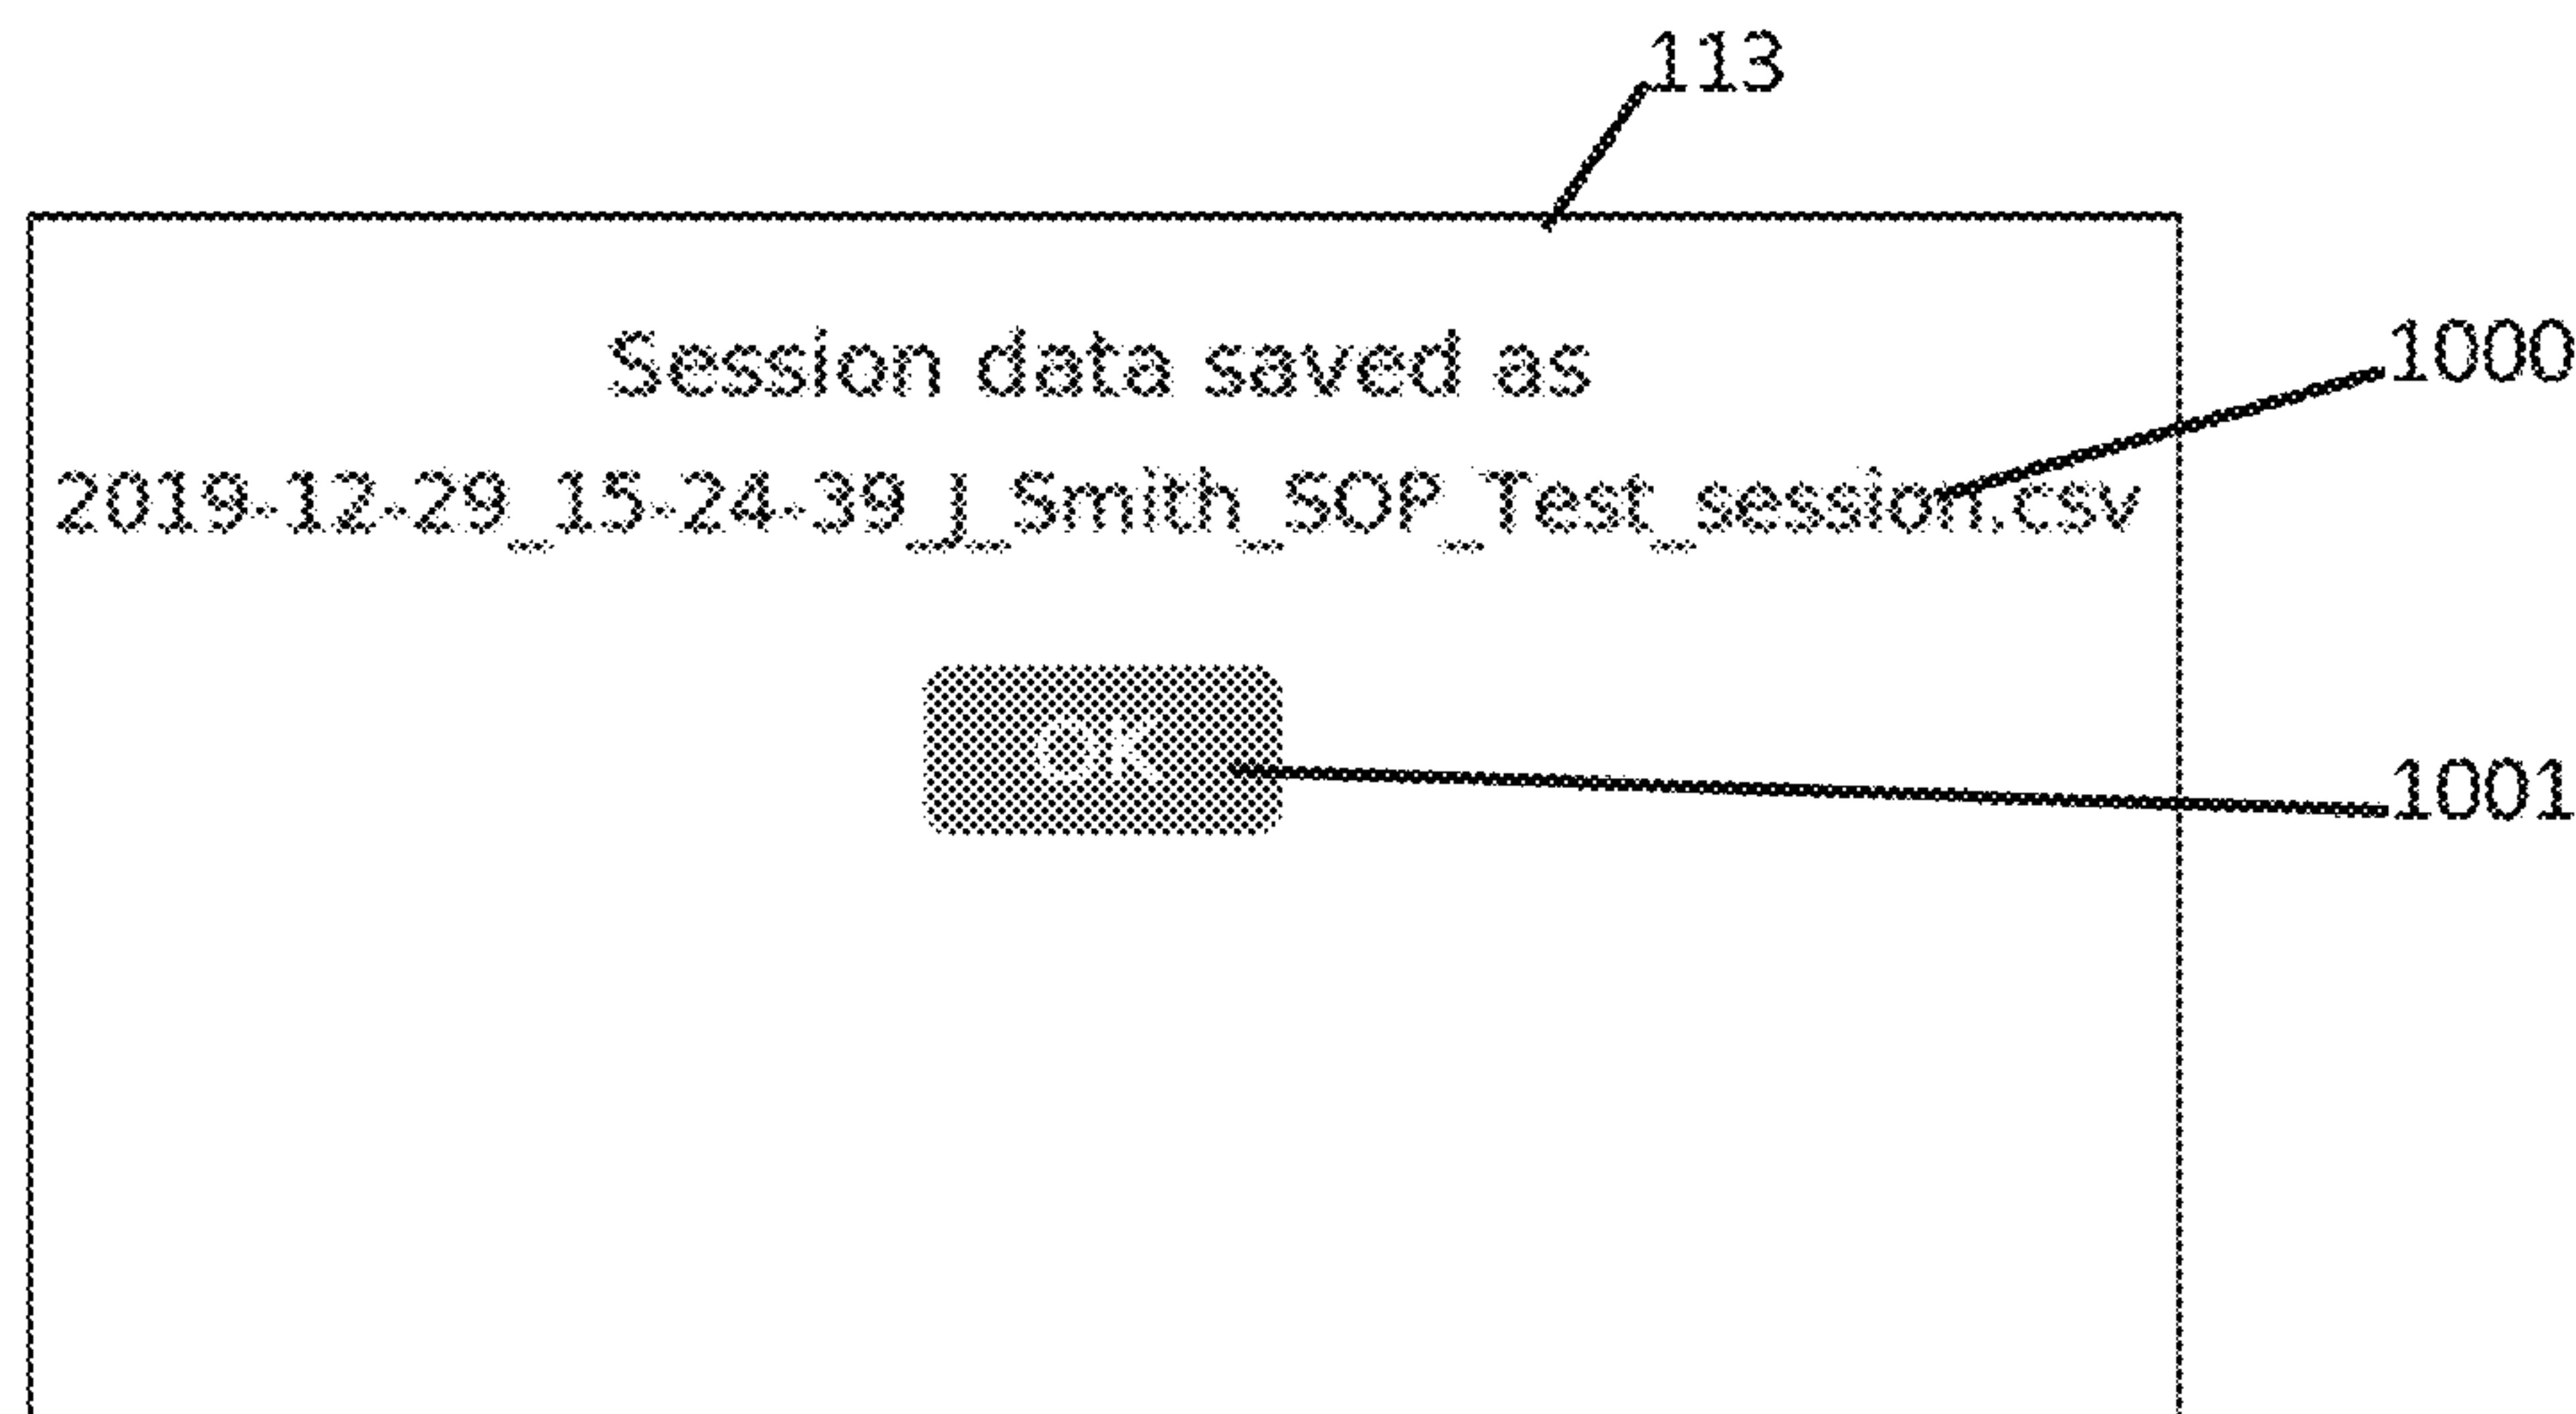 113
Session data saved as
1000
2019-12-29_15-24-39_J_Smith_SOP_Test_session.csv
OK
1001